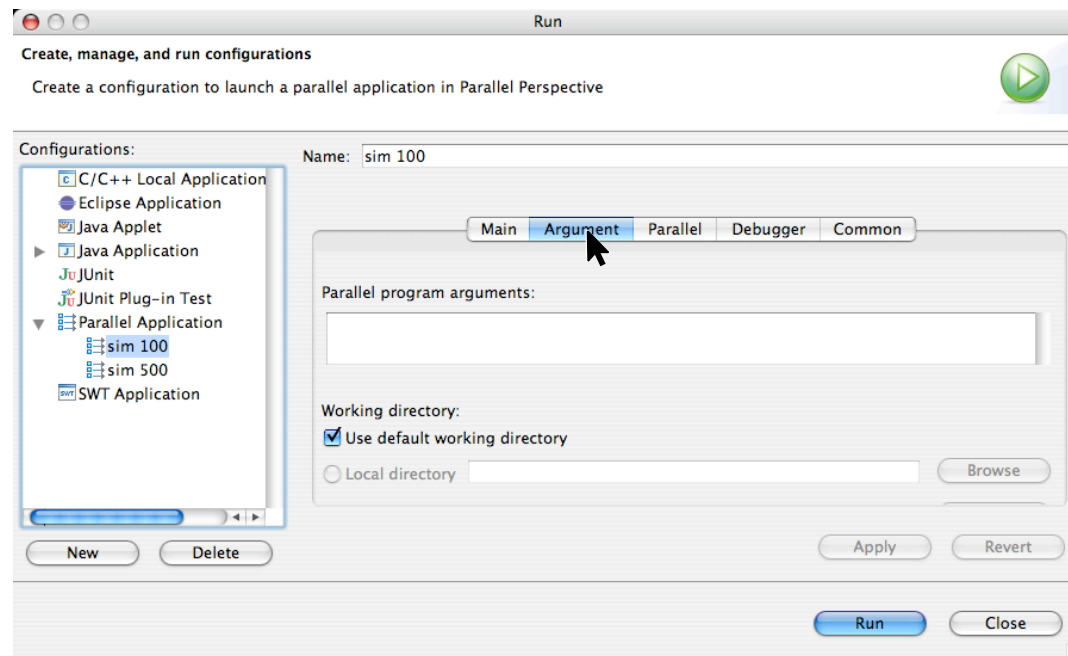 Run
Create, manage, and run configurations
Create a configuration to launch a parallel application in Parallel Perspective
Configurations:
C/C++ Local Application
Eclipse Application
Java Applet
Java Application
JUnit
JUnit Plug-in Test
Parallel Application
sim 100
sim 500
SWT Application
New Delete
Name: sim 100
Main Argument Parallel Debugger Common
Parallel program arguments:
Working directory:
Use default working directory
Local directory Browse
Apply Revert
Run Close